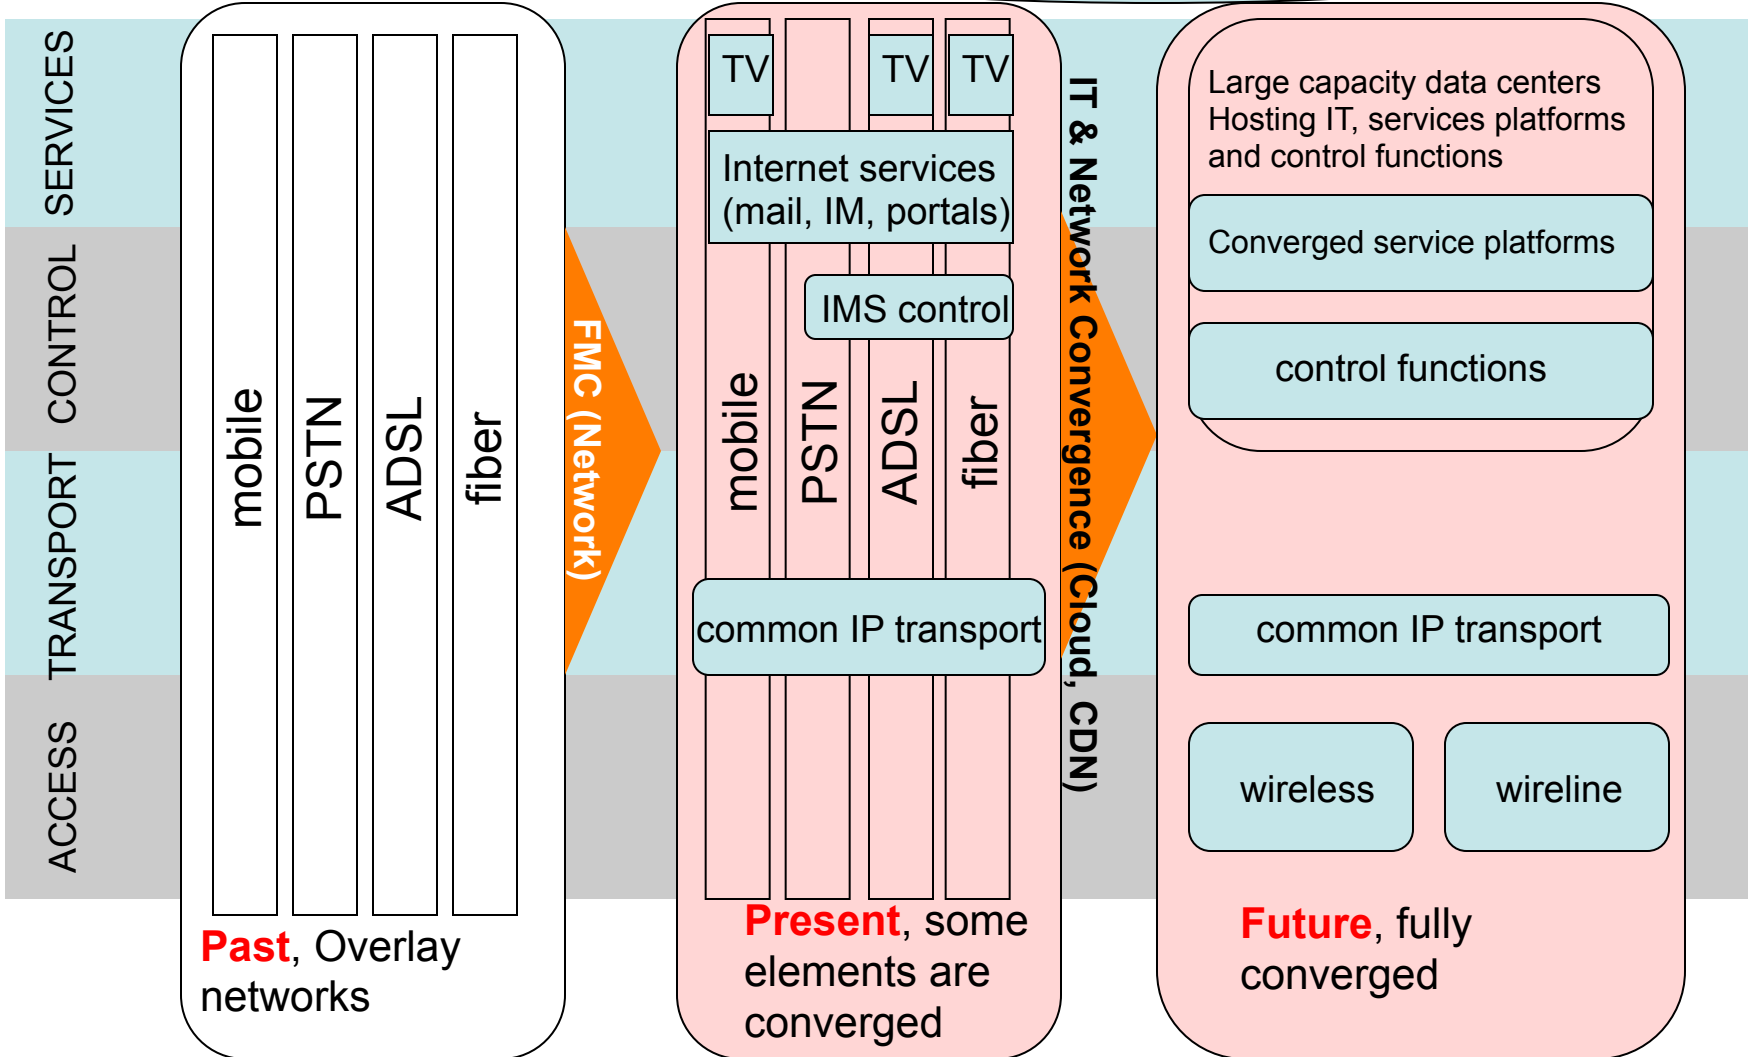 SERVICES
CONTROL
TRANSPORT
ACCESS
mobile
PSTN
ADSL
fiber
Past, Overlay
networks
FMC (Network)
TV
TV
TV
Internet services
(mail, IM, portals)
IMS control
mobile
PSTN
ADSL
fiber
common IP transport
Present, some
elements are
converged
IT & Network Convergence (Cloud, CDN)
Large capacity data centers
Hosting IT, services platforms
and control functions
Converged service platforms
control functions
common IP transport
wireless
wireline
Future, fully
converged